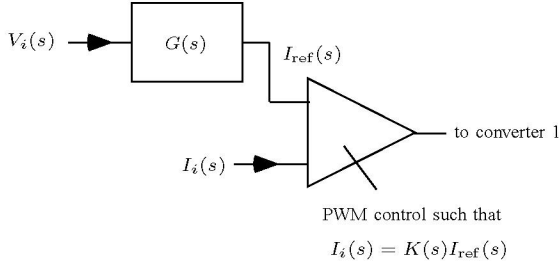 V_i(s)
G(s)
I_ref(s)
I_i(s)
to converter 1
PWM control such that
I_i(s) = K(s)I_ref(s)